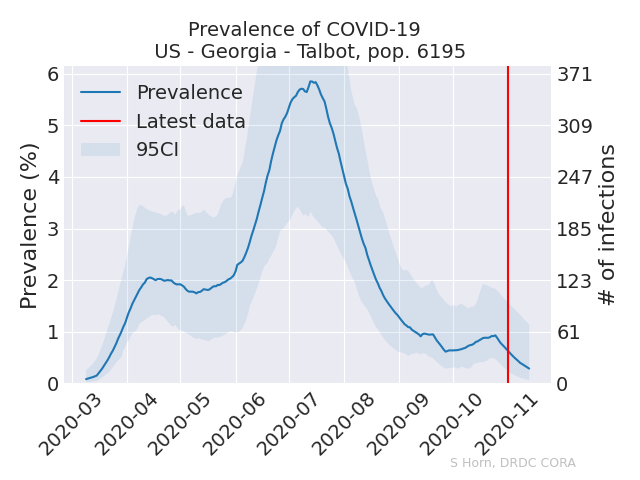 Prevalence of COVID-19
US - Georgia - Talbot, pop. 6195
Prevalence
Latest data
95CI
Prevalence (%)
6
5
4
3
2
1
0
371
309
247
185
123
61
0
# of infections
2020-03
2020-04
2020-05
2020-06
2020-07
2020-08
2020-09
2020-10
2020-11
S Horn, DRDC CORA